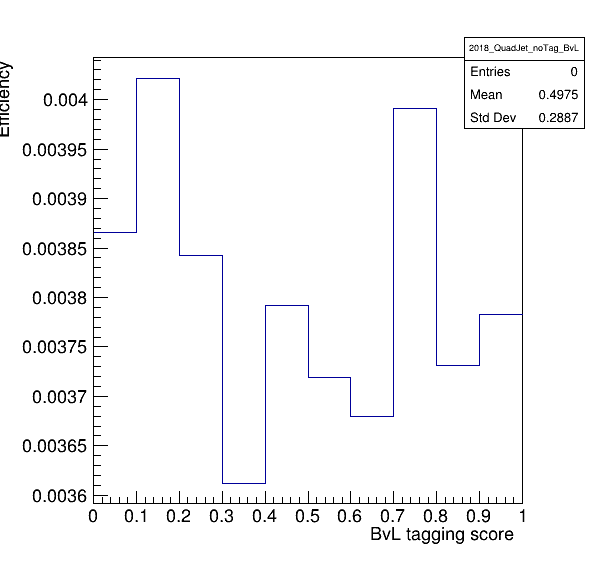 2018_QuadJet_noTag_BvL
Entries 0
Mean 0.4975
Std Dev 0.2887
Efficiency
0.004
0.00395
0.0039
0.00385
0.0038
0.00375
0.0037
0.00365
0.0036
0 0.1 0.2 0.3 0.4 0.5 0.6 0.7 0.8 0.9 1
BvL tagging score